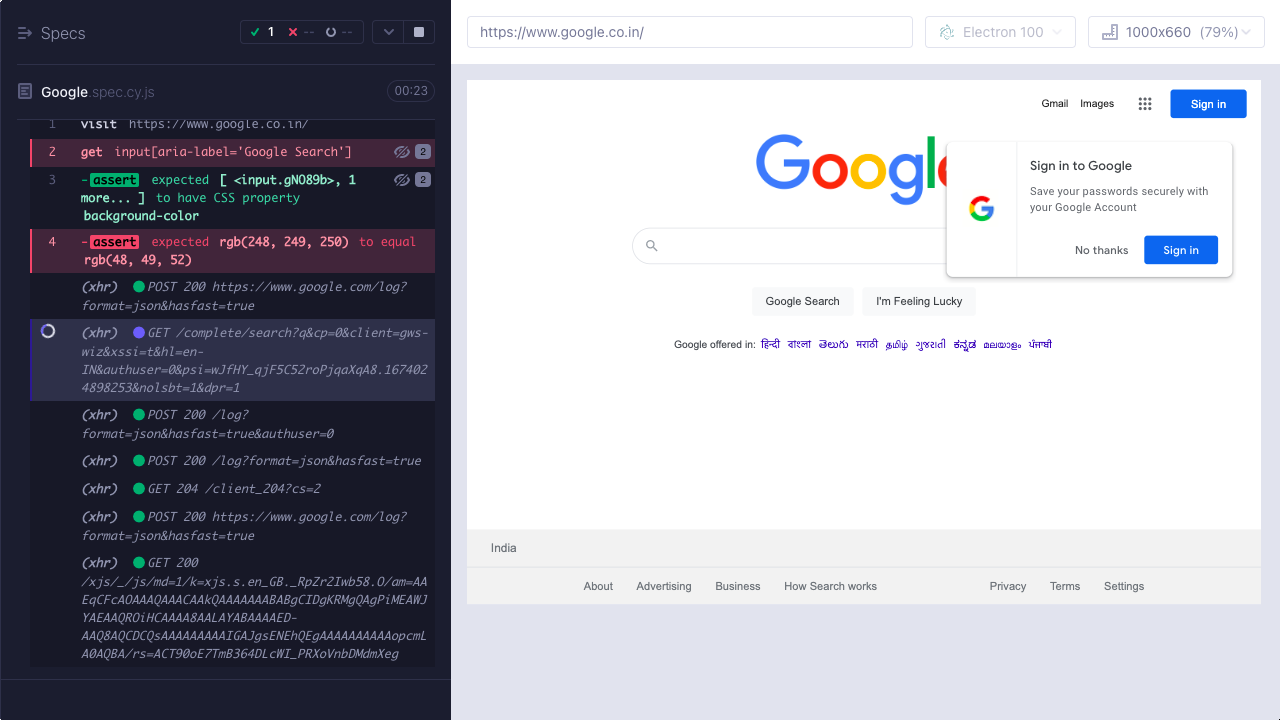 Specs
1
--
--
Google.spec.cy.js
00:23
1 visit https://www.google.co.in/
2 get input[aria-label='Google Search'] 2
3 -assert expected [ <input.gNO89b>, 1 2
more... ] to have CSS property
background-color
4 -assert expected rgb(248, 249, 250) to equal
rgb(48, 49, 52)
(xhr) POST 200 https://www.google.com/log?
format=json&hasfast=true
(xhr) GET /complete/search?q&cp=0&client=gws-
wiz&xssi=t&hl=en-
IN&authuser=0&psi=wJfHY_qjF5C52roPjqaXqA8.167402
4898253&nolsbt=1&dpr=1
(xhr) POST 200 /log?
format=json&hasfast=true&authuser=0
(xhr) POST 200 /log?format=json&hasfast=true
(xhr) GET 204 /client_204?cs=2
(xhr) POST 200 https://www.google.com/log?
format=json&hasfast=true
(xhr) GET 200
/xjs/_/js/md=1/k=xjs.s.en_GB._RpZr2Iwb58.O/am=AA
EqCFcAOAAAQAAACAAkQAAAAAAABABgCIDgKRMgQAgPiMEAWJ
YAEAAQROiHCAAAA8AALAYABAAAAED-
AAQ8AQCDCQsAAAAAAAAAIGAJgsENEhQEgAAAAAAAAAAopcmL
A0AQBA/rs=ACT90oE7TmB364DLcWI_PRXoVnbDMdmXeg
https://www.google.co.in/
Electron 100
1000x660 (79%)
Gmail Images
Sign in
Google
Sign in to Google
Save your passwords securely with
your Google Account
No thanks
Sign in
Google Search
I'm Feeling Lucky
Google offered in: हिन्दी বাংলা తెలుగు मराठी தமிழ் ગુજરાતી ಕನ್ನಡ മലയാളം ਪੰਜਾਬੀ
India
About Advertising Business How Search works Privacy Terms Settings